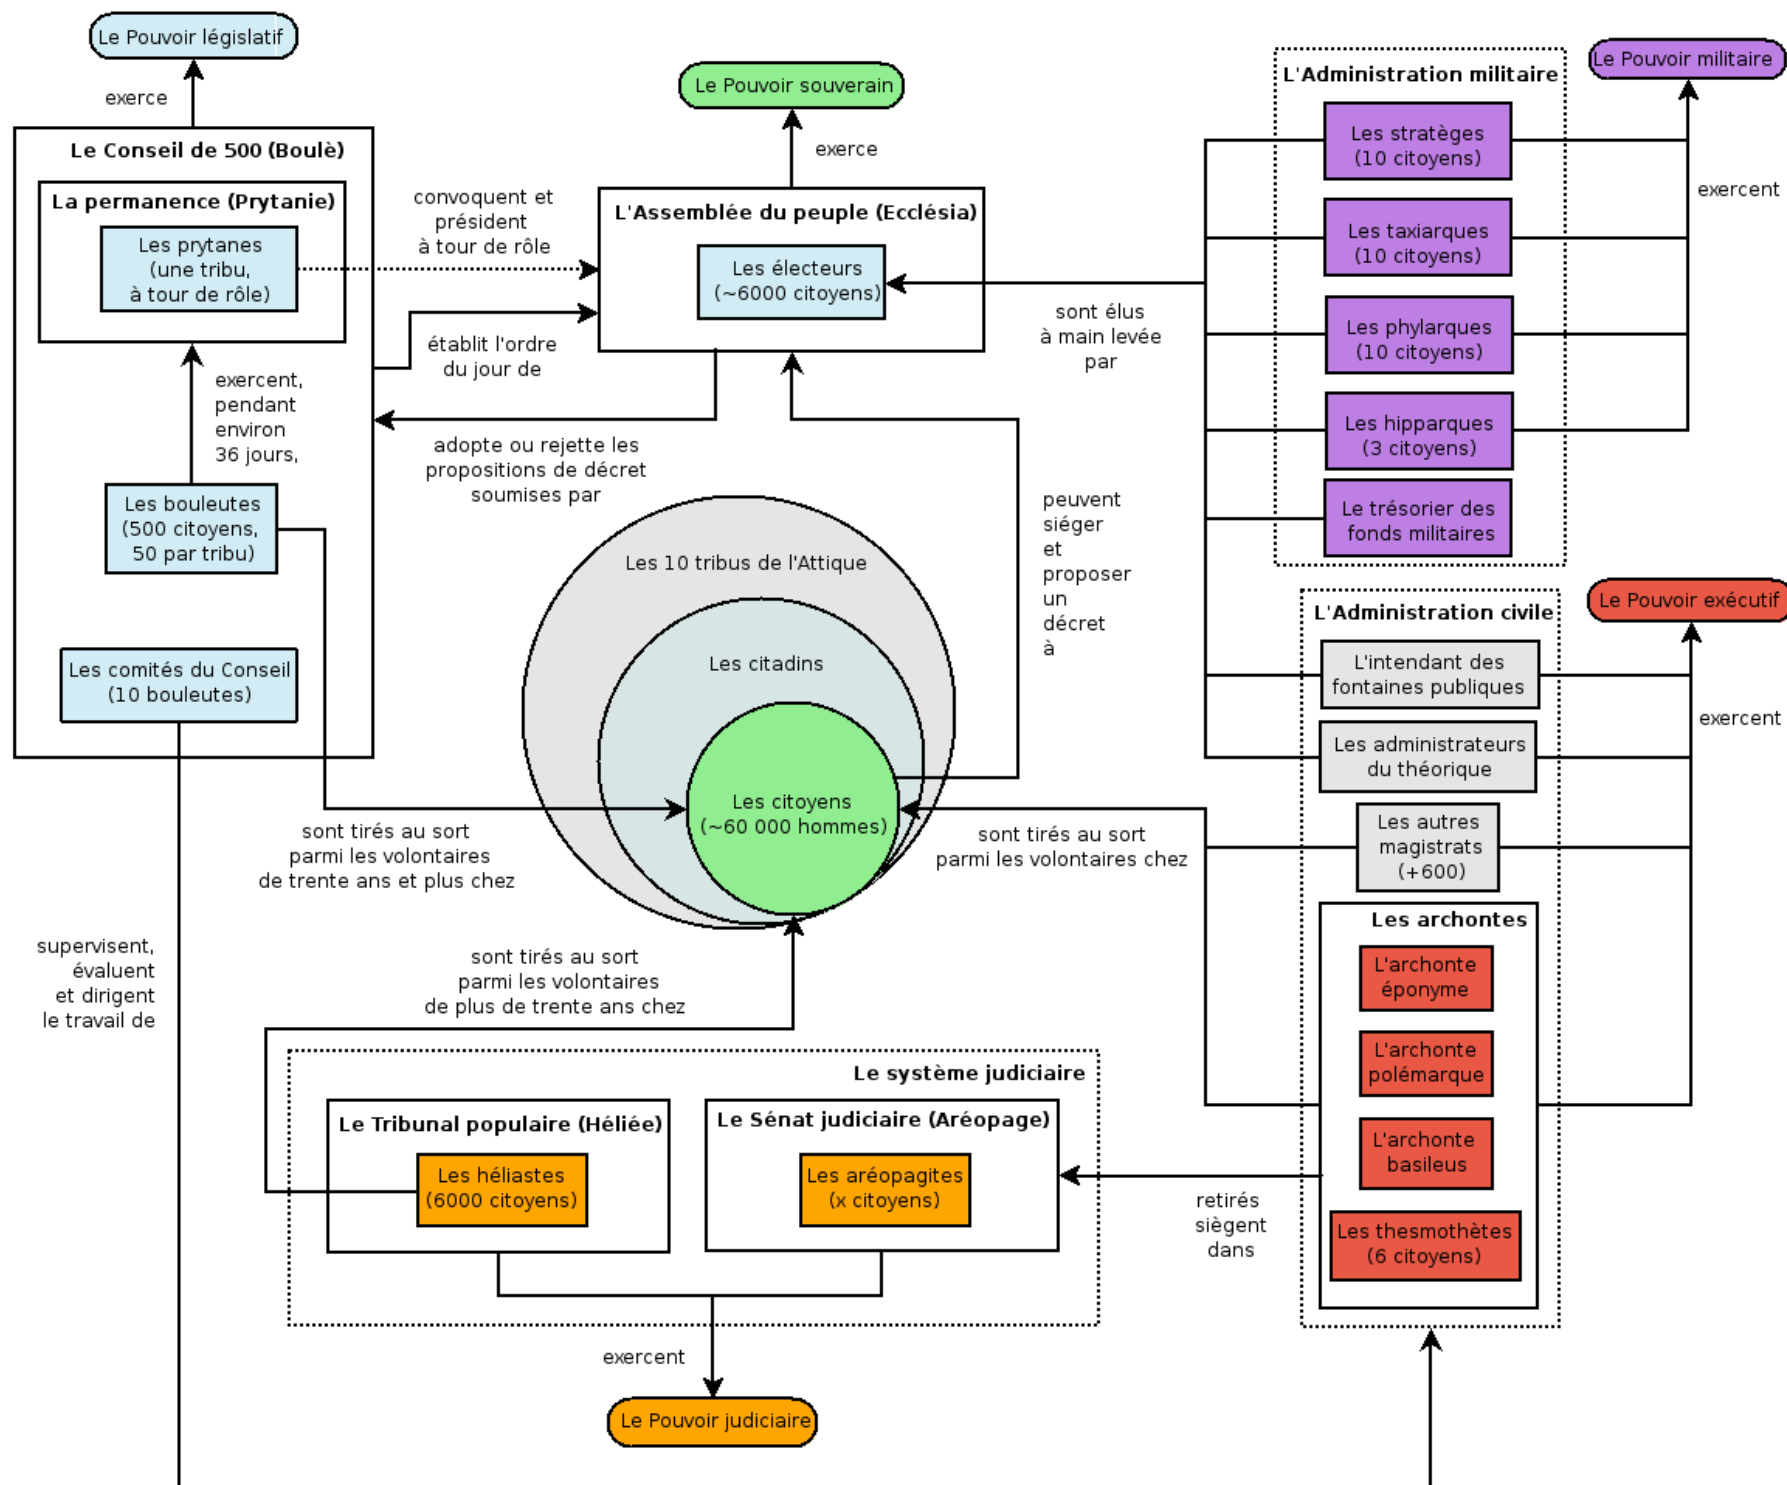 Le Pouvoir législatif
exerce
Le Conseil de 500 (Boulè)
La permanence (Prytanie)
Les prytanes
(une tribu,
à tour de rôle)
exercent,
pendant
environ
36 jours,
Les bouleutes
(500 citoyens,
50 par tribu)
Les comités du Conseil
(10 bouleutes)
supervisent,
évaluent
et dirigent
le travail de
convoquent et
président
à tour de rôle
établit l'ordre
du jour de
adopte ou rejette les
propositions de décret
soumises par
Le Pouvoir souverain
exerce
L'Assemblée du peuple (Ecclésia)
Les électeurs
(~6000 citoyens)
sont élus
à main levée
par
peuvent
siéger
et
proposer
un
décret
à
Les 10 tribus de l'Attique
Les citadins
Les citoyens
(~60 000 hommes)
sont tirés au sort
parmi les volontaires
de trente ans et plus chez
sont tirés au sort
parmi les volontaires chez
sont tirés au sort
parmi les volontaires
de plus de trente ans chez
Le système judiciaire
Le Tribunal populaire (Héliée)
Les héliastes
(6000 citoyens)
Le Sénat judiciaire (Aréopage)
Les aréopagites
(x citoyens)
exercent
Le Pouvoir judiciaire
retirés
siègent
dans
L'Administration militaire
Les stratèges
(10 citoyens)
Les taxiarques
(10 citoyens)
Les phylarques
(10 citoyens)
Les hipparques
(3 citoyens)
Le trésorier des
fonds militaires
Le Pouvoir militaire
exercent
L'Administration civile
L'intendant des
fontaines publiques
Les administrateurs
du théorique
Les autres
magistrats
(+600)
Les archontes
L'archonte
éponyme
L'archonte
polémarque
L'archonte
basileus
Les thesmothètes
(6 citoyens)
Le Pouvoir exécutif
exercent